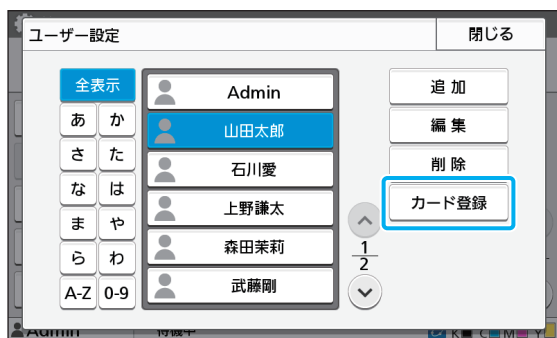 ユーザー設定
閉じる
全表示
あ か
さ た
な は
ま や
ら わ
A-Z 0-9
Admin
山田太郎
石川愛
上野謙太
森田茉莉
武藤剛
1
2
追 加
編 集
削 除
カード登録
Admin
待機中
K C M Y